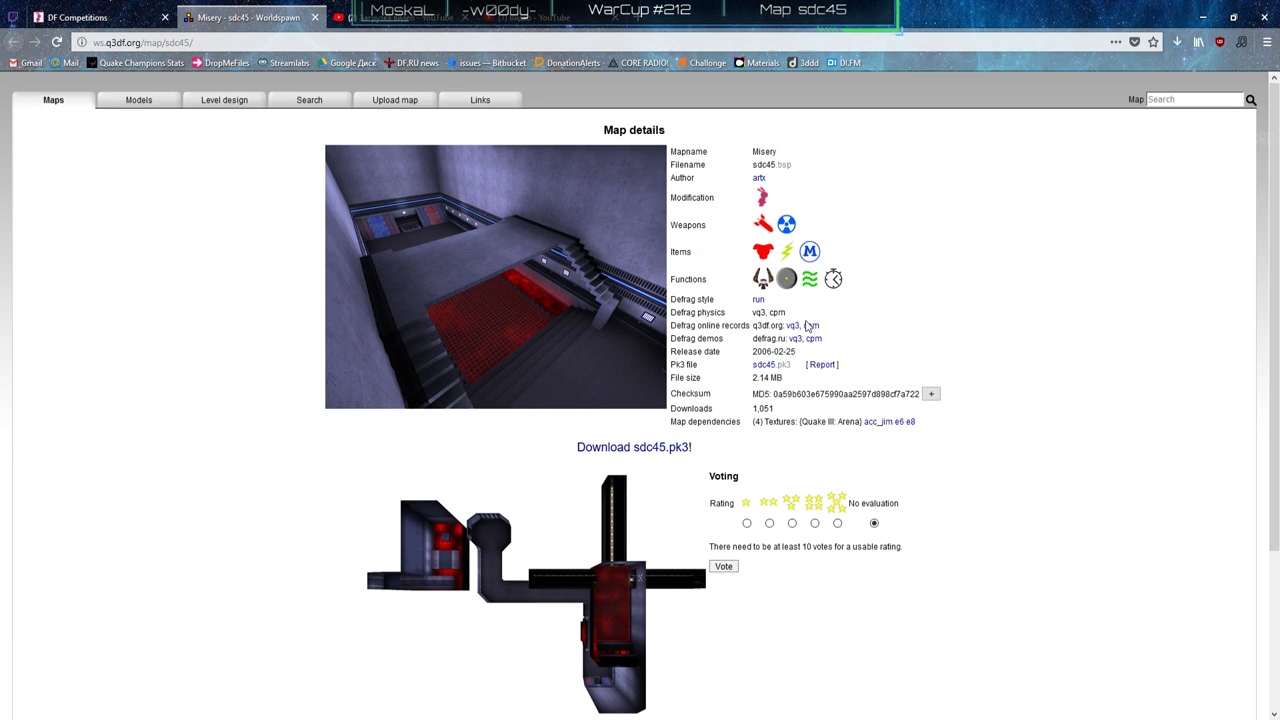 MoskaL -w00dy- WarCup #212 Map sdc45
DF Competitions Misery - sdc45 - Worldspawn
ws.q3df.org/map/sdc45/
Gmail Mail Quake Champions Stats DropMeFiles Streamlabs Google Диск DF.RU news issues — Bitbucket DonationAlerts CORE RADIO! Challonge Materials 3ddd DI.FM
Maps Models Level design Search Upload map Links Map Search
Map details
Mapname Misery
Filename sdc45.bsp
Author artx
Modification
Weapons
Items
M
Functions
Defrag style run
Defrag physics vq3, cpm
Defrag online records q3df.org: vq3, cpm
Defrag demos defrag.ru: vq3, cpm
Release date 2006-02-25
Pk3 file sdc45.pk3 [ Report ]
File size 2.14 MB
Checksum MD5: 0a59b603e675990aa2597d898cf7a722 +
Downloads 1,051
Map dependencies (4) Textures: {Quake III: Arena} acc_jim e6 e8
Download sdc45.pk3!
Voting
Rating No evaluation
There need to be at least 10 votes for a usable rating.
Vote